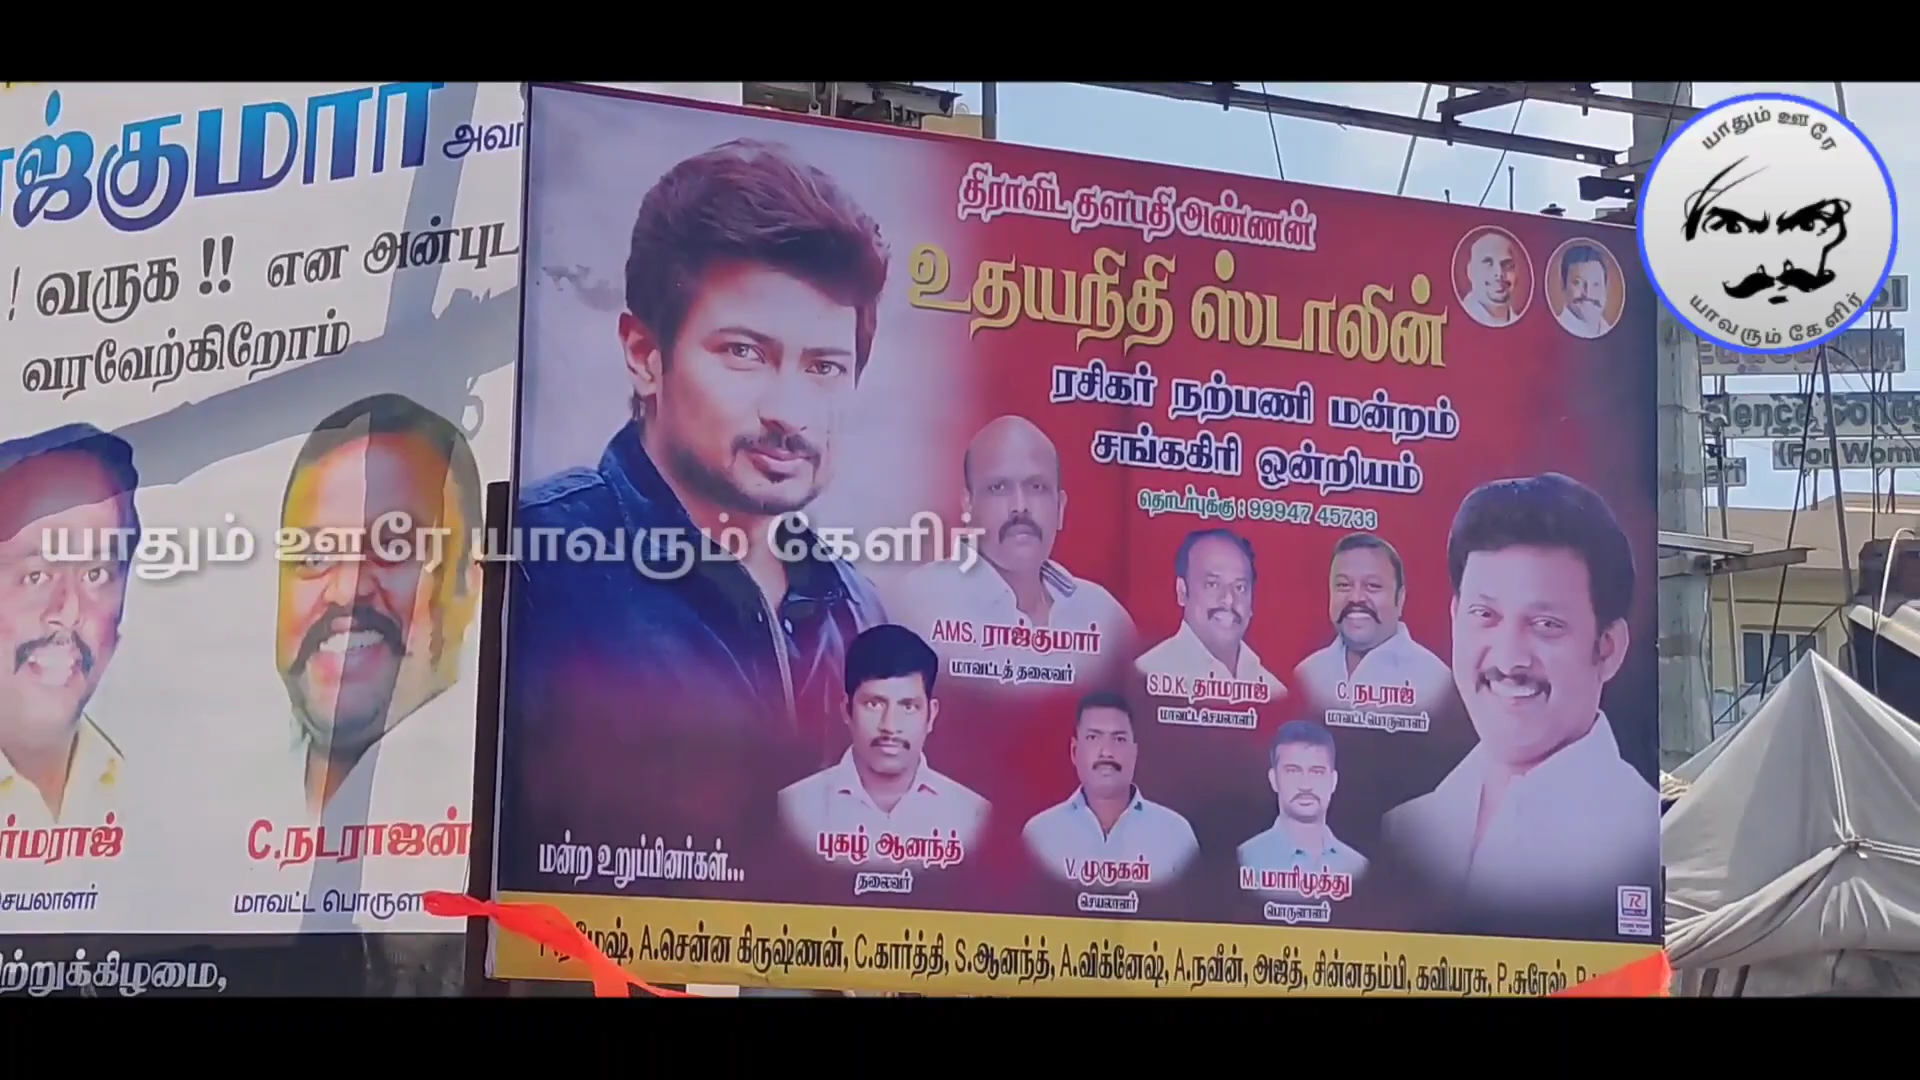 ஜ்குமார் அவர்
! வருக !! என அன்புட
வரவேற்கிறோம்
ர்மராஜ்
செயலாளர்
C.நடராஜன்
மாவட்ட பொருள
ற்றுக்கிழமை,
திராவிட தளபதி அண்ணன்
உதயநிதி ஸ்டாலின்
ரசிகர் நற்பணி மன்றம்
சங்ககிரி ஒன்றியம்
தொடர்புக்கு : 99947 45733
AMS. ராஜ்குமார்
மாவட்டத் தலைவர்
S.D.K. தர்மராஜ்
மாவட்ட செயலாளர்
C. நடராஜ்
மாவட்ட பொருளாளர்
புகழ் ஆனந்த்
தலைவர்
V. முருகன்
செயலாளர்
M. மாரிமுத்து
பொருளாளர்
மன்ற உறுப்பினர்கள்...
A.சென்ன கிருஷ்ணன், C.கார்த்தி, S.ஆனந்த், A.விக்னேஷ், A.நவீன், அஜீத், சின்னதம்பி, கவியரசு, P.சுரேஷ்
யாதும் ஊரே யாவரும் கேளிர்
யாதும் ஊரே
யாவரும் கேளிர்
(For Wom